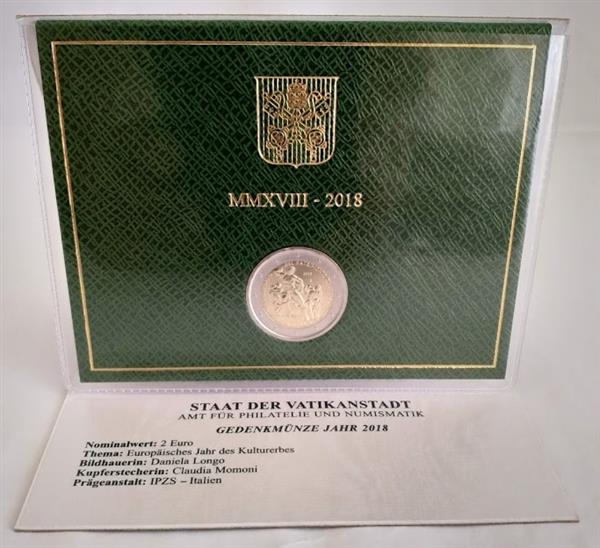 MMXVIII - 2018
STAAT DER VATIKANSTADT
AMT FÜR PHILATELIE UND NUMISMATIK
GEDENKMÜNZE JAHR 2018
Nominalwert: 2 Euro
Thema: Europäisches Jahr des Kulturerbes
Bildhauerin: Daniela Longo
Kupferstecherin: Claudia Momoni
Prägeanstalt: IPZS – Italien